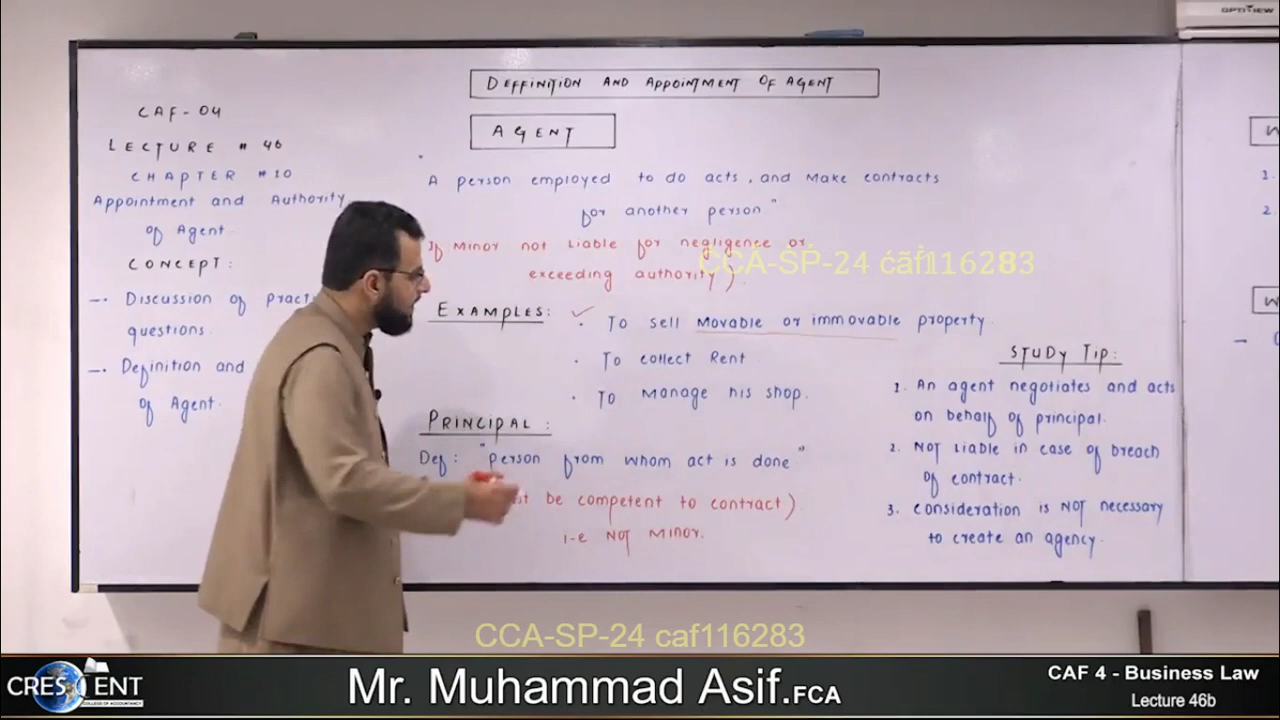 OPTIVIEW
DEFFINITION AND APPOINTMENT OF AGENT
CAF-04
LECTURE # 46
CHAPTER #10
Appointment and Authority
of Agent
CONCEPT:
Discussion of
questions.
Definition and
of Agent.
AGENT
A person employed to do acts, and make contracts
for another person"
If Minor not liable for negligence or
exceeding authority).
EXAMPLES:
· To sell Movable or immovable property.
· To collect Rent
· To manage his shop.
PRINCIPAL:
Def: "person from whom act is done"
be competent to contract)
i-e NOT MINOR.
STUDY TIP:
1. An agent negotiates and acts
on behalf of principal.
2. NOT liable in case of breach
of contract.
3. consideration is NOT necessary
to create an agency.
1.
2.
CCA-SP-24 caf116283
CCA-SP-24 caf116283
CRESCENT
COLLEGE OF ACCOUNTANCY
Mr. Muhammad Asif.FCA
CAF 4 - Business Law
Lecture 46b